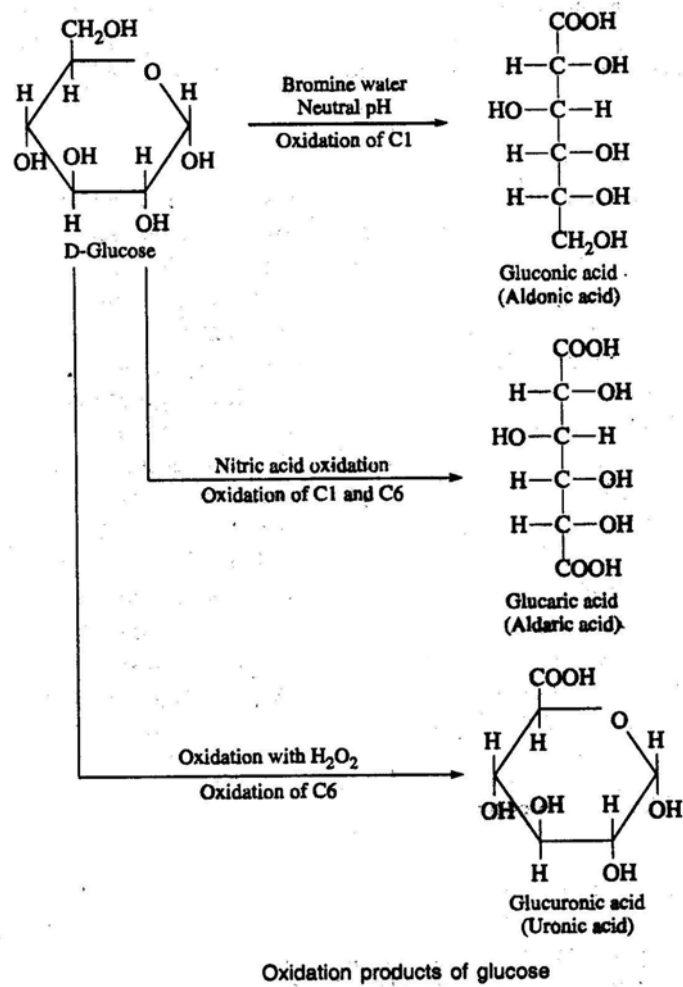 CH2OH
O
H
H
H
OH
H
OH
H
OH
H
OH
D-Glucose
Bromine water
Neutral pH
Oxidation of C1
COOH
H—C—OH
HO—C—H
H—C—OH
H—C—OH
CH2OH
Gluconic acid
(Aldonic acid)
Nitric acid oxidation
Oxidation of C1 and C6
COOH
H—C—OH
HO—C—H
H—C—OH
H—C—OH
COOH
Glucaric acid
(Aldaric acid)
Oxidation with H2O2
Oxidation of C6
COOH
O
H
H
H
OH
OH
H
OH
H
OH
Glucuronic acid
(Uronic acid)
Oxidation products of glucose